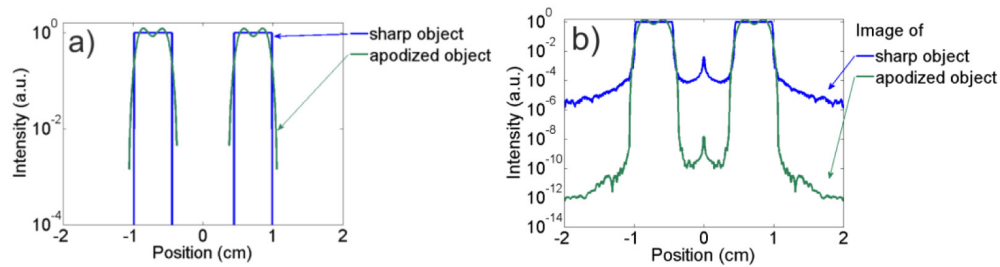 a)
Intensity (a.u.)
10^0
10^-2
10^-4
-2 -1 0 1 2
Position (cm)
sharp object
apodized object
b)
Intensity (a.u.)
10^0
10^-2
10^-4
10^-6
10^-8
10^-10
10^-12
10^-14
-2 -1 0 1 2
Position (cm)
Image of
sharp object
apodized object